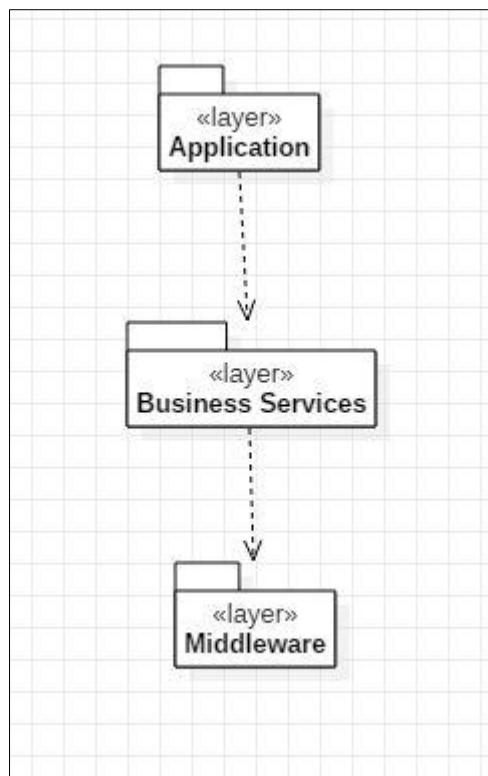 «layer»
Application
«layer»
Business Services
«layer»
Middleware